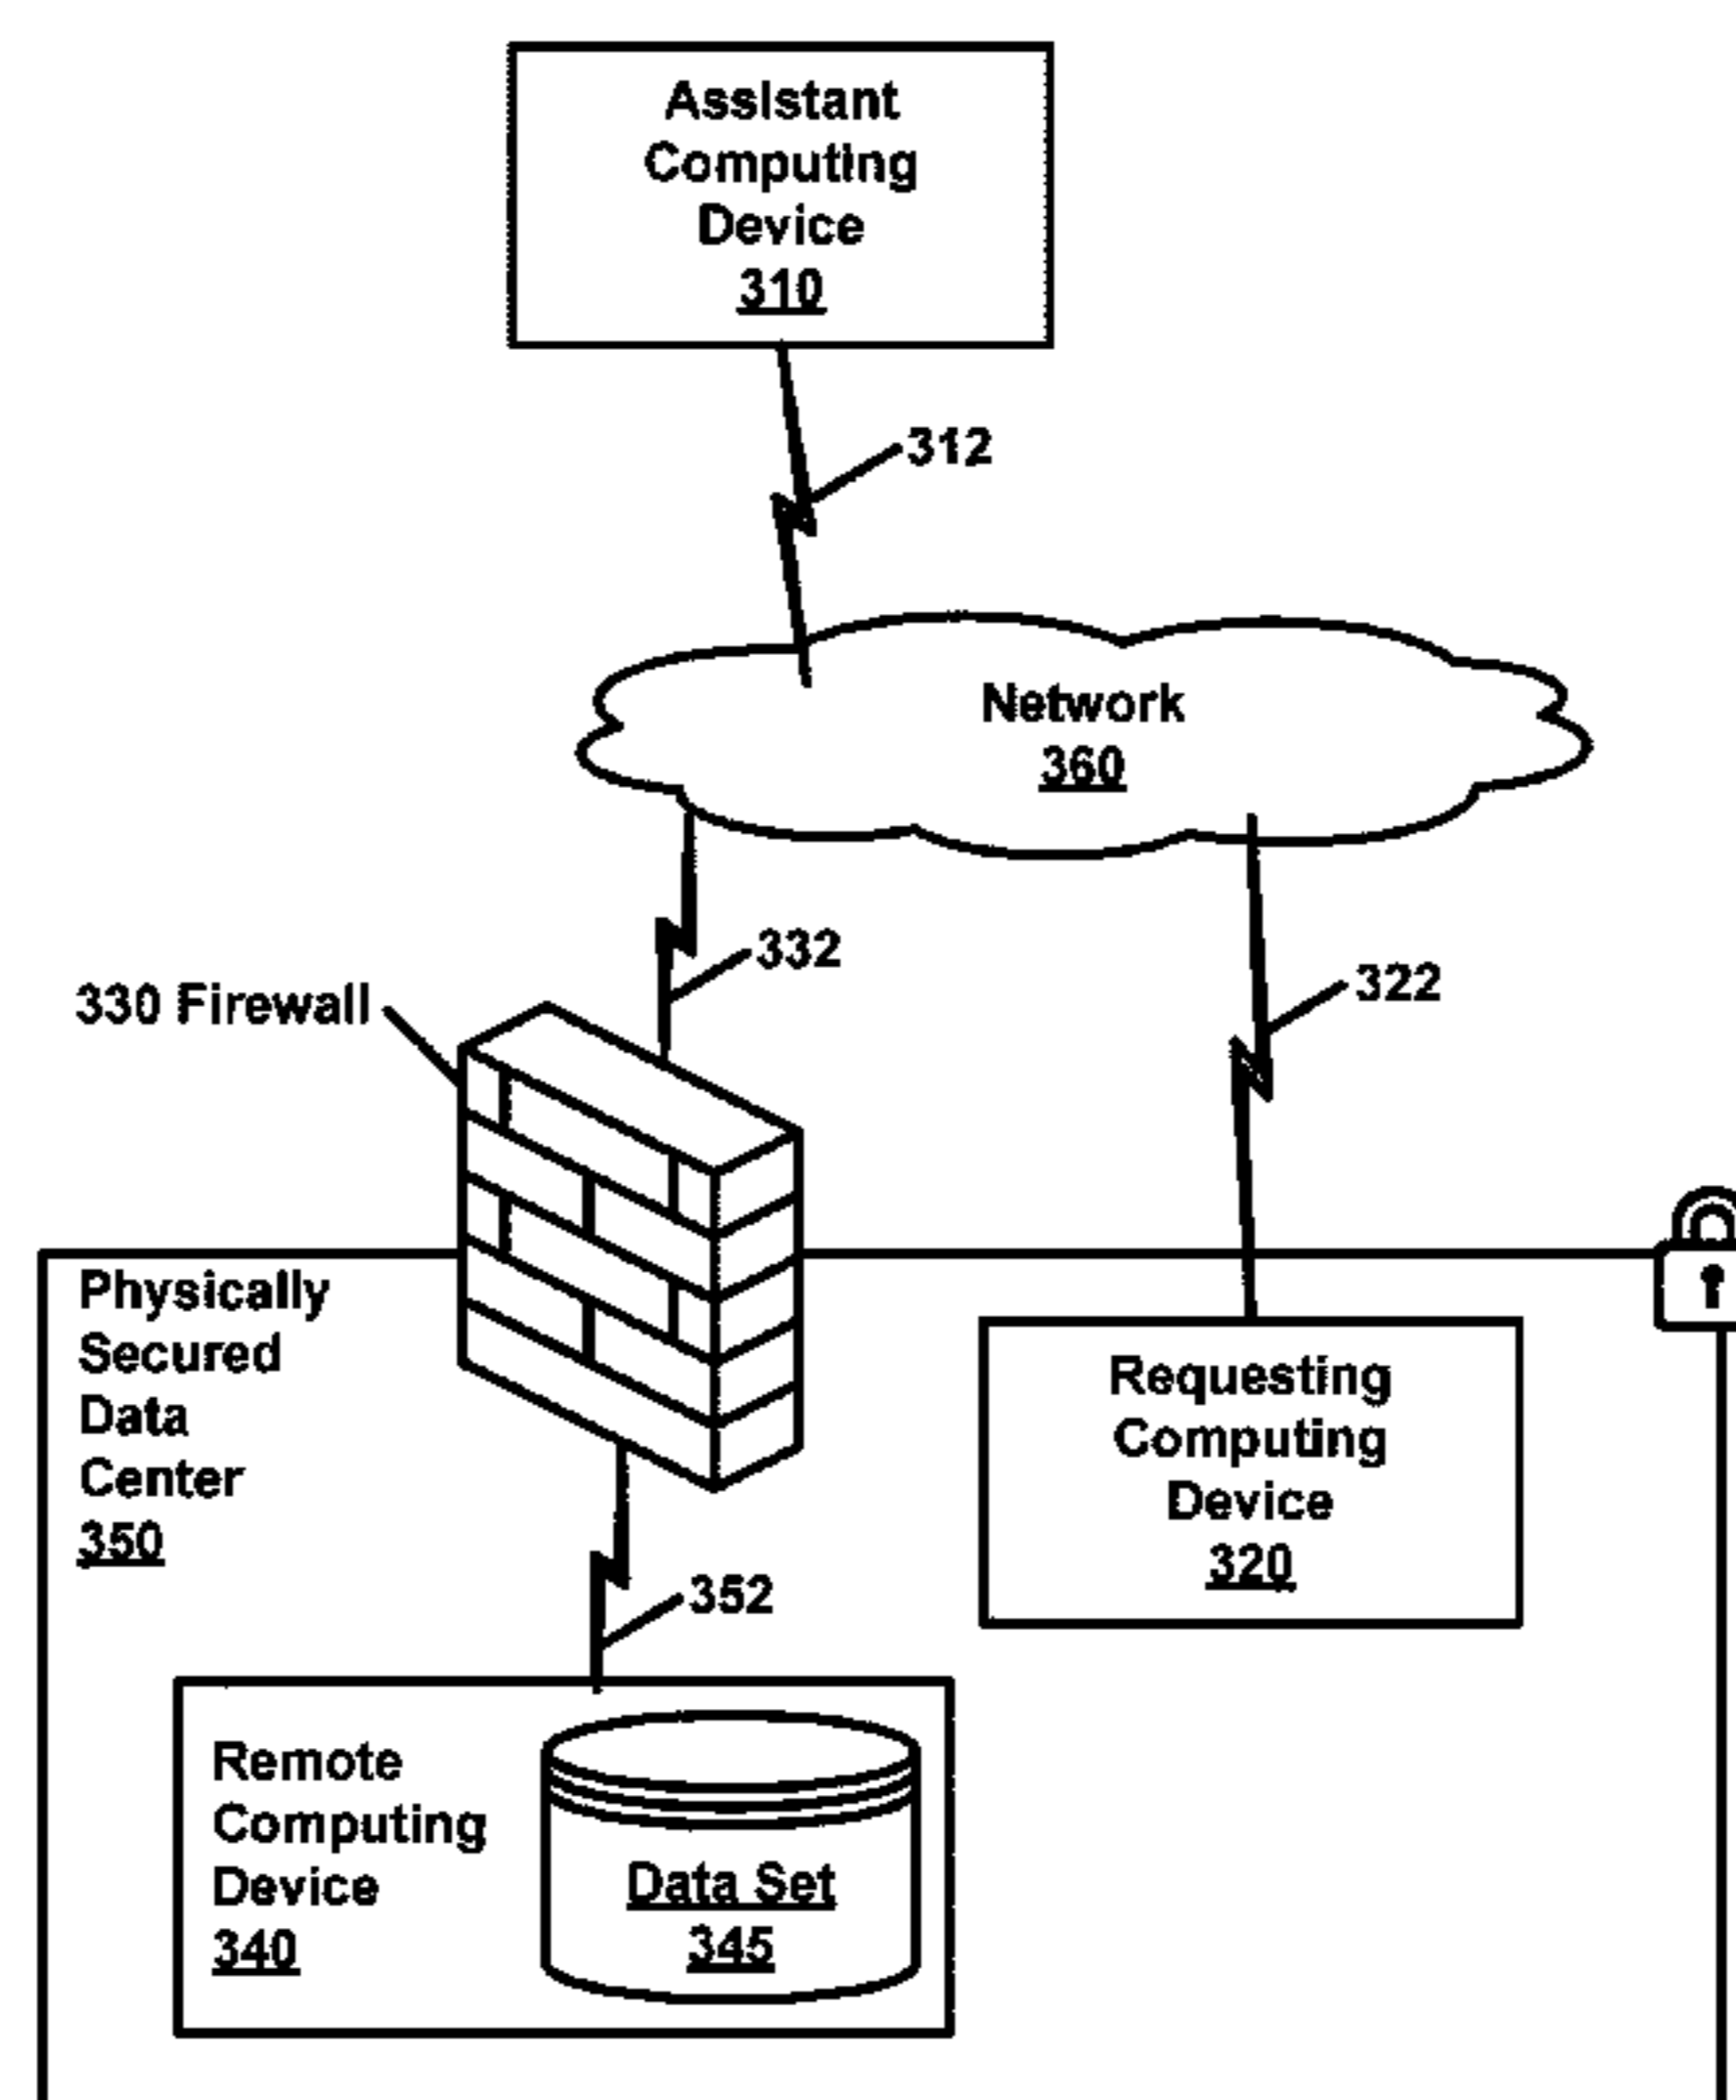 Assistant
Computing
Device
310
312
Network
360
332
330 Firewall
322
Physically
Secured
Data
Center
350
Requesting
Computing
Device
320
352
Remote
Computing
Device
340
Data Set
345